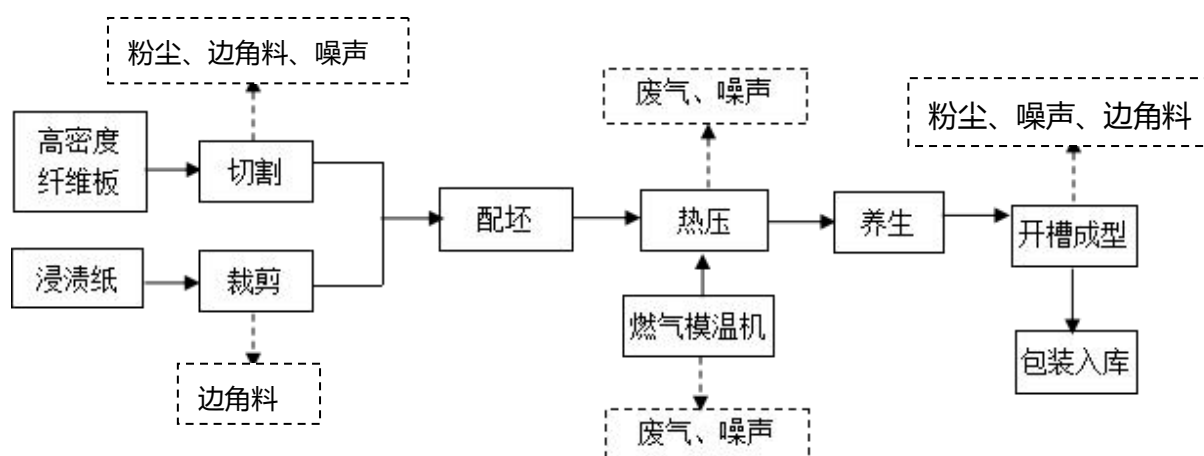 粉尘、边角料、噪声
废气、噪声
粉尘、噪声、边角料
高密度
纤维板
切割
配坯
热压
养生
开槽成型
浸渍纸
裁剪
燃气模温机
包装入库
边角料
废气、噪声